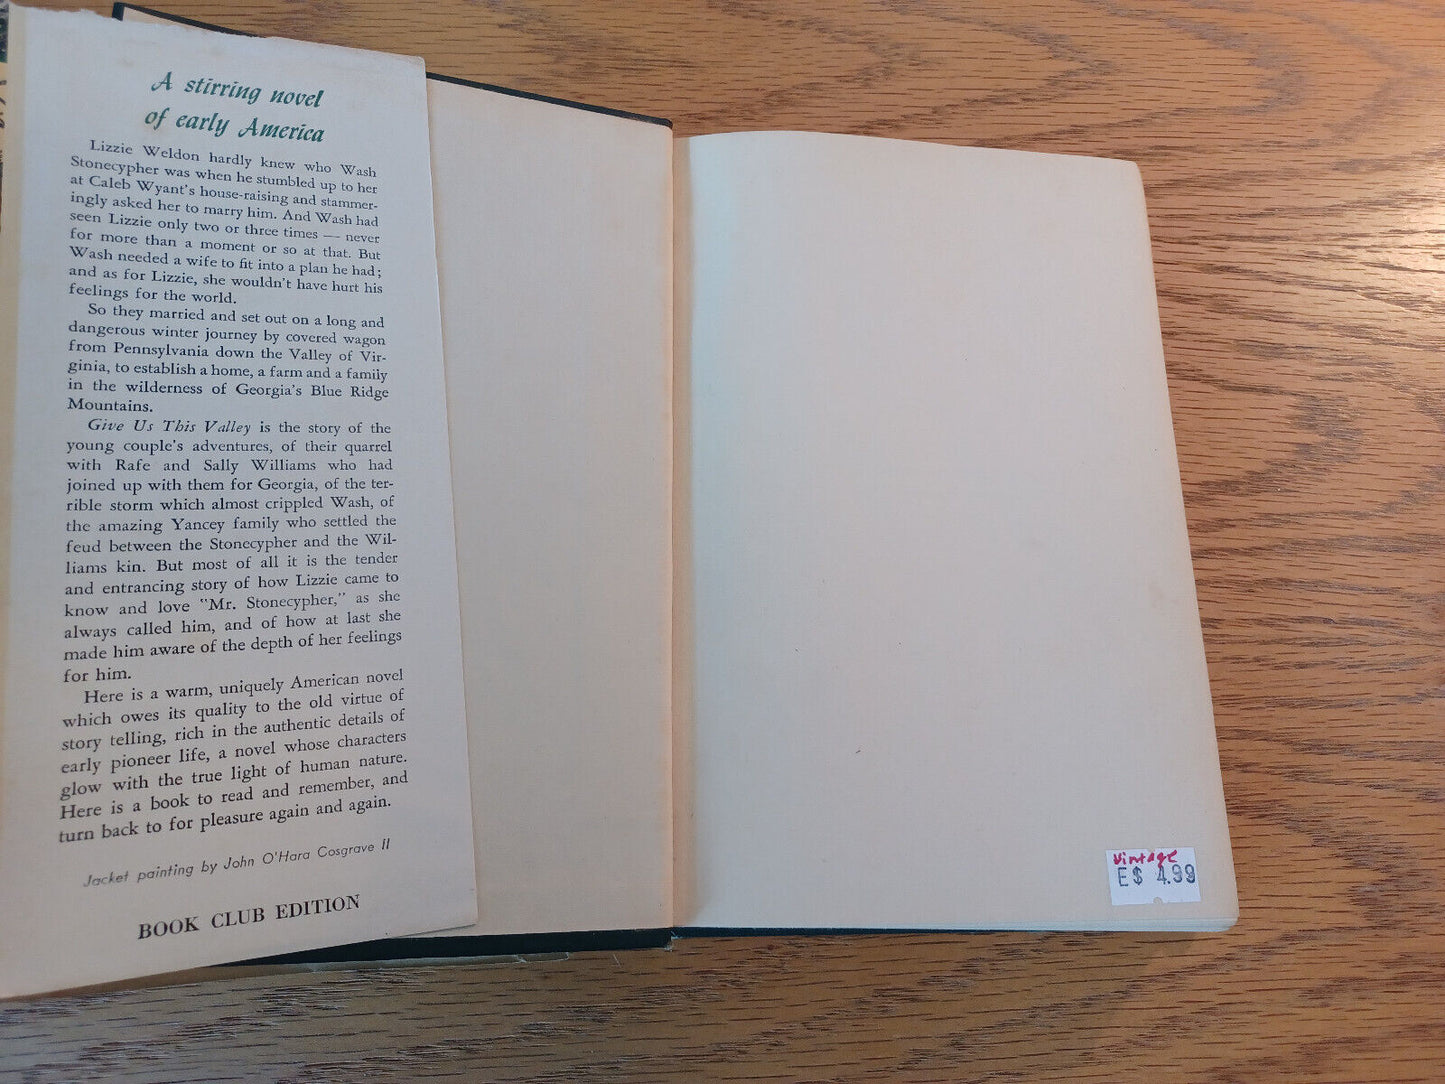 A stirring novel
of early America
Lizzie Weldon hardly knew who Wash
Stonecypher was when he stumbled up to her
at Caleb Wyant's house-raising and stammer-
ingly asked her to marry him. And Wash had
seen Lizzie only two or three times — never
for more than a moment or so at that. But
Wash needed a wife to fit into a plan he had;
and as for Lizzie, she wouldn't have hurt his
feelings for the world.
So they married and set out on a long and
dangerous winter journey by covered wagon
from Pennsylvania down the Valley of Vir-
ginia, to establish a home, a farm and a family
in the wilderness of Georgia's Blue Ridge
Mountains.
Give Us This Valley is the story of the
young couple's adventures, of their quarrel
with Rafe and Sally Williams who had
joined up with them for Georgia, of the ter-
rible storm which almost crippled Wash, of
the amazing Yancey family who settled the
feud between the Stonecypher and the Wil-
liams kin. But most of all it is the tender
and entrancing story of how Lizzie came to
know and love "Mr. Stonecypher," as she
always called him, and of how at last she
made him aware of the depth of her feelings
for him.
Here is a warm, uniquely American novel
which owes its quality to the old virtue of
story telling, rich in the authentic details of
early pioneer life, a novel whose characters
glow with the true light of human nature.
Here is a book to read and remember, and
turn back to for pleasure again and again.
Jacket painting by John O'Hara Cosgrave II
BOOK CLUB EDITION
Vintage
E$ 4.99